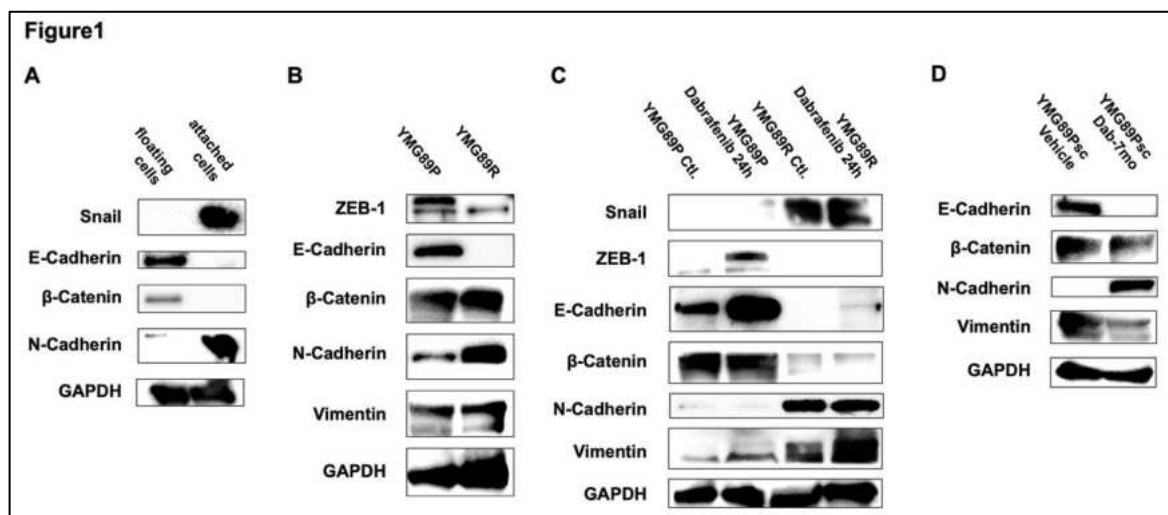 Figure1
A
floating
cells
attached
cells
Snail
E-Cadherin
β-Catenin
N-Cadherin
GAPDH
B
YMG89P
YMG89R
ZEB-1
E-Cadherin
β-Catenin
N-Cadherin
Vimentin
GAPDH
C
YMG89P Ctl.
YMG89P
Dabrafenib 24h
YMG89R Ctl.
YMG89R
Dabrafenib 24h
Snail
ZEB-1
E-Cadherin
β-Catenin
N-Cadherin
Vimentin
GAPDH
D
YMG89Psc
Vehicle
YMG89Psc
Dab-7mo
E-Cadherin
β-Catenin
N-Cadherin
Vimentin
GAPDH